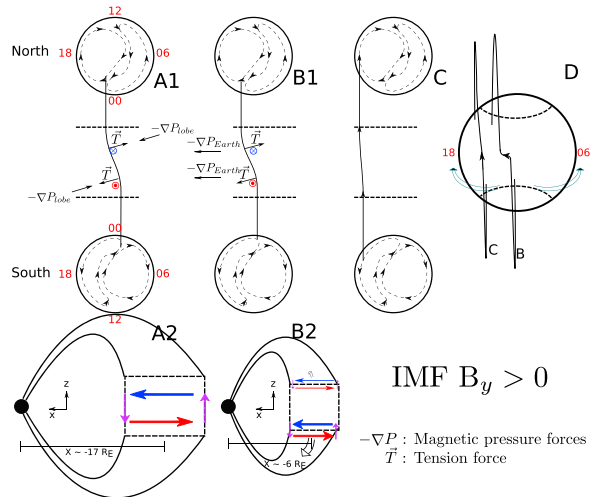 12
North
18
06
A1
B1
C
D
00
-∇P_lobe
T⃗
-∇P_Earth
T⃗
18
06
-∇P_Earth
T⃗
T⃗
-∇P_lobe
00
C
B
South
18
06
12
A2
B2
IMF B_y > 0
z
x
z
x
-∇P : Magnetic pressure forces
T⃗ : Tension force
X ~ -17 R_E
X ~ -6 R_E